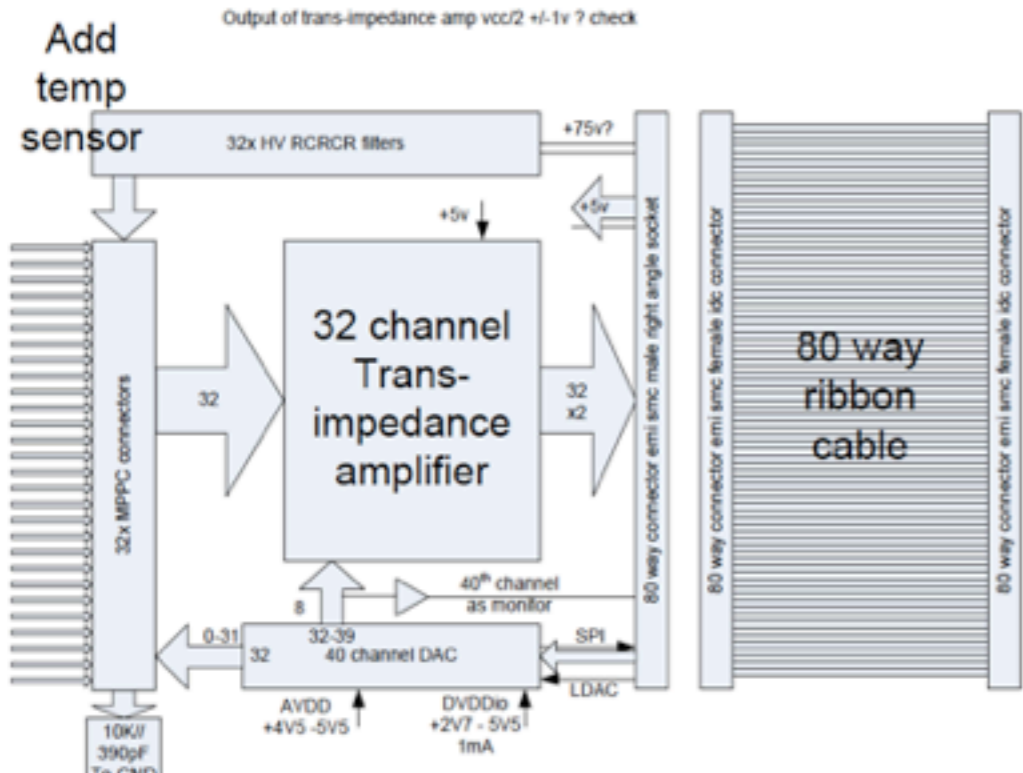 Output of trans-impedance amp vcc/2 +/-1v ? check
Add
temp
sensor
32x HV RCRCR filters
+75v?
+5v
+5v
32x MPPC connectors
32
32 channel
Trans-
impedance
amplifier
32
x2
80 way connector emi smc male right angle socket
80 way connector emi smc female idc connector
80 way
ribbon
cable
80 way connector emi smc female idc connector
8
40th channel
as monitor
0-31
32
32-39
40 channel DAC
SPI
LDAC
AVDD
+4V5 -5V5
DVDDio
+2V7 - 5V5
1mA
10K//
390pF
To GND